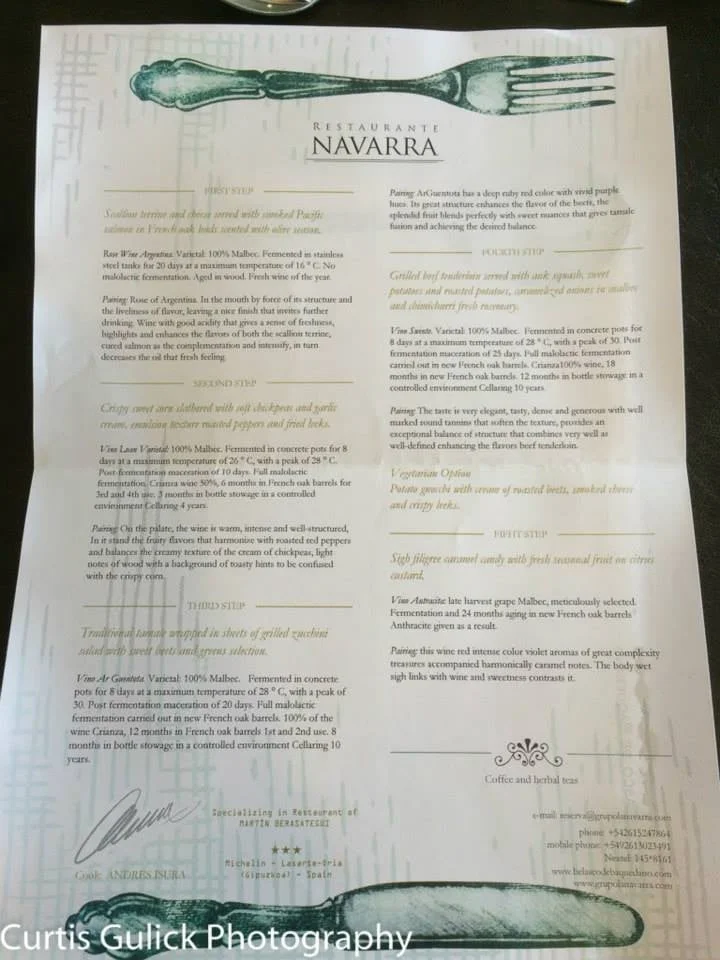 RESTAURANTE
NAVARRA
FIRST STEP
Scallion terrine and cheese served with smoked Pacific
salmon in French oak buds scented with olive season.
Rose Wine Argentina. Varietal: 100% Malbec. Fermented in stainless
steel tanks for 20 days at a maximum temperature of 16 ° C. No
malolactic fermentation. Aged in wood. Fresh wine of the year.
Pairing: Rose of Argentina. In the mouth by force of its structure and
the liveliness of flavor, leaving a nice finish that invites further
drinking. Wine with good acidity that gives a sense of freshness,
highlights and enhances the flavors of both the scallion terrine,
cured salmon as the complementation and intensify, in turn
decreases the oil that fresh feeling.
SECOND STEP
Crispy sweet corn slathered with soft chickpeas and garlic
cream, emulsion texture roasted peppers and fried leeks.
Vino Luan Varietal: 100% Malbec. Fermented in concrete pots for 8
days at a maximum temperature of 26 ° C, with a peak of 28 ° C.
Post-fermentation maceration of 10 days. Full malolactic
fermentation. Crianza wine 50%, 6 months in French oak barrels for
3rd and 4th use. 3 months in bottle stowage in a controlled
environment Cellaring 4 years.
Pairing: On the palate, the wine is warm, intense and well-structured,
In it stand the fruity flavors that harmonize with roasted red peppers
and balances the creamy texture of the cream of chickpeas, light
notes of wood with a background of toasty hints to be confused
with the crispy corn.
THIRD STEP
Traditional tamale wrapped in sheets of grilled zucchini
salad with sweet beets and greens selection.
Vino Ar Guentota. Varietal: 100% Malbec. Fermented in concrete
pots for 8 days at a maximum temperature of 28 ° C, with a peak of
30. Post fermentation maceration of 20 days. Full malolactic
fermentation carried out in new French oak barrels. 100% of the
wine Crianza, 12 months in French oak barrels 1st and 2nd use. 8
months in bottle stowage in a controlled environment Cellaring 10
years.
Cook: ANDRES ISURA
Specializing in Restaurant of
MARTÍN BERASATEGUI
★★★
Michelin - Lasarte-Oria
(Gipuzkoa) - Spain
Pairing: ArGuentota has a deep ruby red color with vivid purple
hues. Its great structure enhances the flavor of the beets, the
splendid fruit blends perfectly with sweet nuances that gives tamale
fusion and achieving the desired balance.
FOURTH STEP
Grilled beef tenderloin served with ank squash, sweet
potatoes and roasted potatoes, caramelized onions in malbec
and chimicharri fresh rosemary.
Vino Varietal: 100% Malbec. Fermented in concrete pots for
8 days at a maximum temperature of 28 ° C, with a peak of 30. Post
fermentation maceration of 25 days. Full malolactic fermentation
carried out in new French oak barrels. Crianza100% wine, 18
months in new French oak barrels. 12 months in bottle stowage in a
controlled environment Cellaring 10 years.
Pairing: The taste is very elegant, tasty, dense and generous with well
marked round tannins that soften the texture, provides an
exceptional balance of structure that combines very well as
well-defined enhancing the flavors beef tenderloin.
Vegetarian Option
Potato gnocchi with cream of roasted beets, smoked cheese
and crispy leeks.
FIFHT STEP
Sigh filigree caramel candy with fresh seasonal fruit on citrus
custard.
Vino Antracita: late harvest grape Malbec, meticulously selected.
Fermentation and 24 months aging in new French oak barrels
Anthracite given as a result.
Pairing: this wine red intense color violet aromas of great complexity
treasures accompanied harmonically caramel notes. The body wet
sigh links with wine and sweetness contrasts it.
Coffee and herbal teas
e-mail: reserva@grupolanavarra.com
phone: +542615247864
mobile phone: +5492613023491
Nextel: 145*8161
www.belascodebaquedano.com
www.grupolanavarra.com
Curtis Gulick Photography